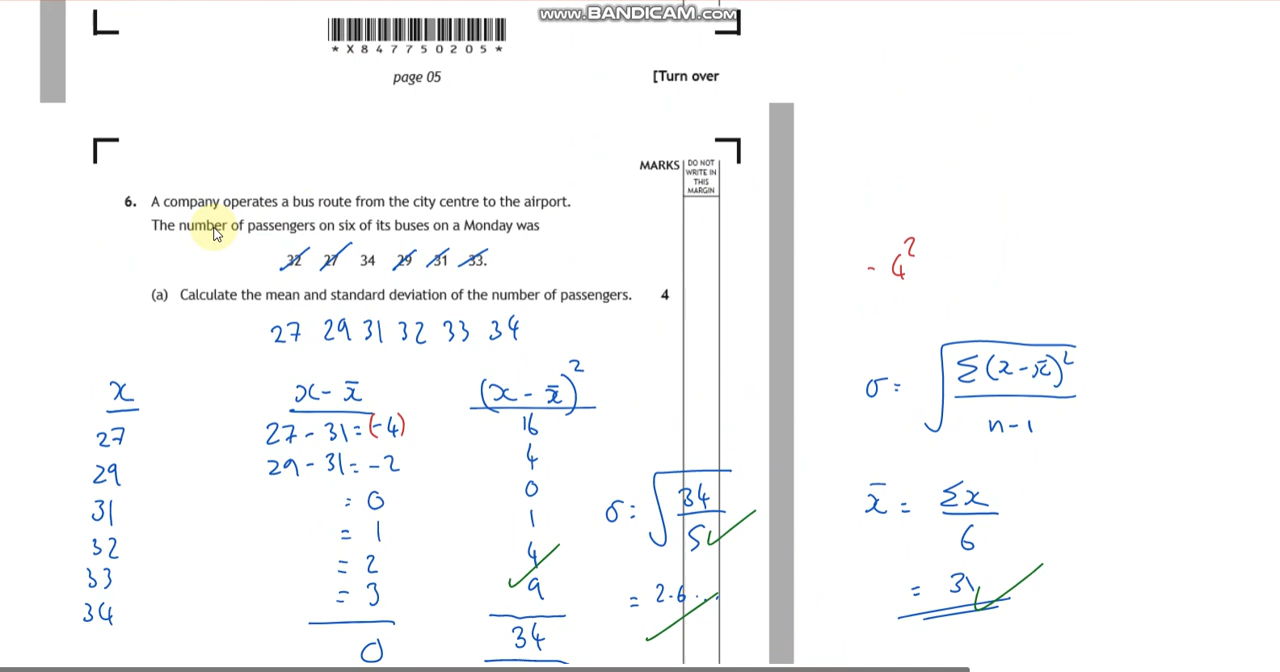 www.BANDICAM.com
* X 8 4 7 7 5 0 2 0 5 *
page 05
[Turn over
MARKS
DO NOT
WRITE IN
THIS
MARGIN
6. A company operates a bus route from the city centre to the airport.
The number of passengers on six of its buses on a Monday was
32 27 34 29 31 33.
(a) Calculate the mean and standard deviation of the number of passengers. 4
27 29 31 32 33 34
x
27
29
31
32
33
34
x - x̄
27 - 31 = (-4)
29 - 31 = -2
= 0
= 1
= 2
= 3
0
(x - x̄)²
16
4
0
1
4
9
34
σ = √34/5
= 2.6...
- 4²
σ = √Σ(x - x̄)²/n-1
x̄ = Σx/6
= 31